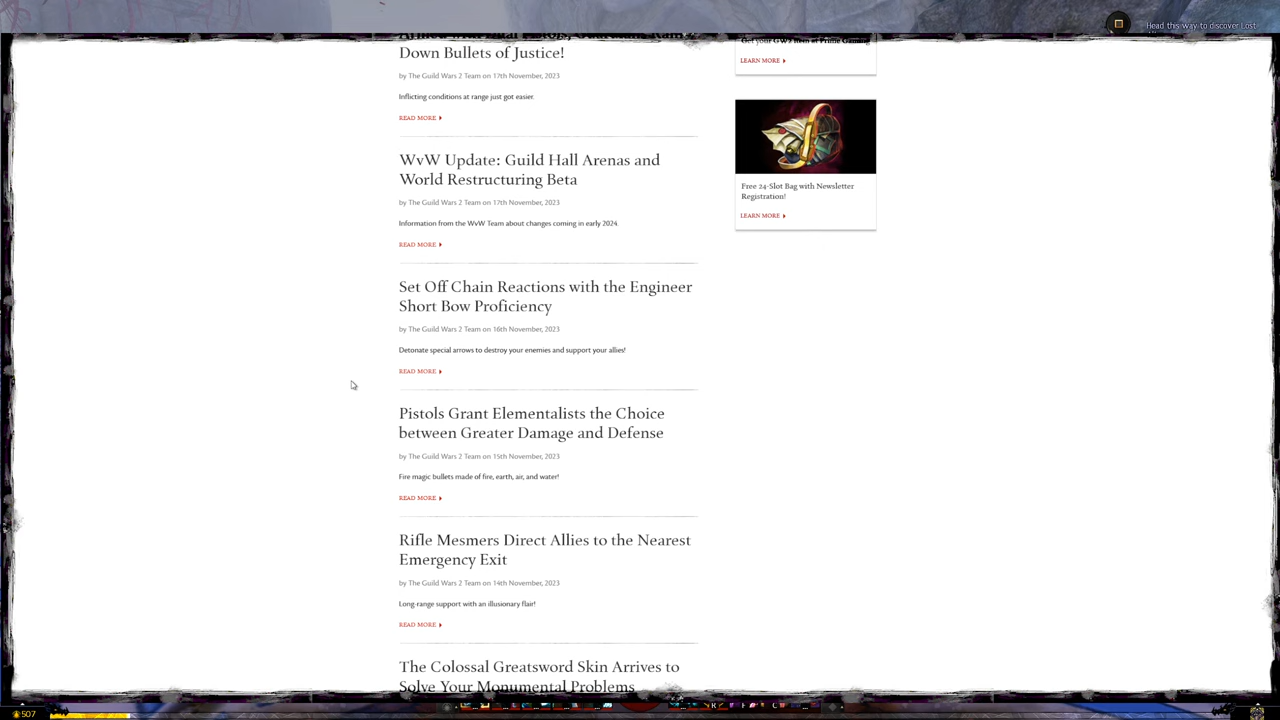 Head this way to discover Lost
Down Bullets of Justice!
by The Guild Wars 2 Team on 17th November, 2023
Inflicting conditions at range just got easier.
READ MORE
WvW Update: Guild Hall Arenas and
World Restructuring Beta
by The Guild Wars 2 Team on 17th November, 2023
Information from the WvW Team about changes coming in early 2024.
READ MORE
Set Off Chain Reactions with the Engineer
Short Bow Proficiency
by The Guild Wars 2 Team on 16th November, 2023
Detonate special arrows to destroy your enemies and support your allies!
READ MORE
Pistols Grant Elementalists the Choice
between Greater Damage and Defense
by The Guild Wars 2 Team on 15th November, 2023
Fire magic bullets made of fire, earth, air, and water!
READ MORE
Rifle Mesmers Direct Allies to the Nearest
Emergency Exit
by The Guild Wars 2 Team on 14th November, 2023
Long-range support with an illusionary flair!
READ MORE
The Colossal Greatsword Skin Arrives to
Solve Your Monumental Problems
Get your GW2 Item at Prime Gaming
LEARN MORE
Free 24-Slot Bag with Newsletter
Registration!
LEARN MORE
507